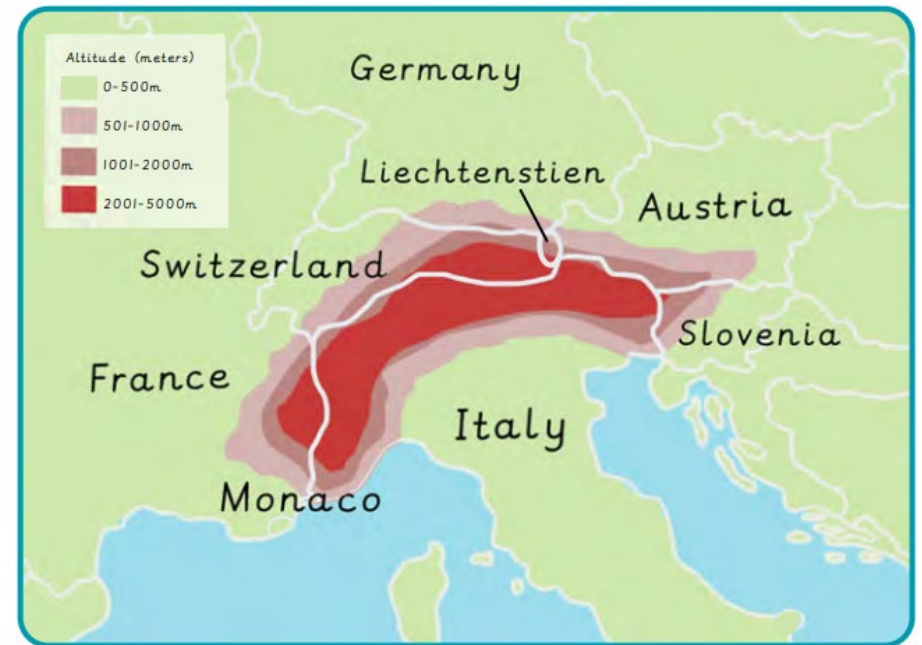 Altitude (meters)
0-500m
501-1000m
1001-2000m
2001-5000m
Germany
Liechtenstien
Austria
Switzerland
Slovenia
France
Italy
Monaco